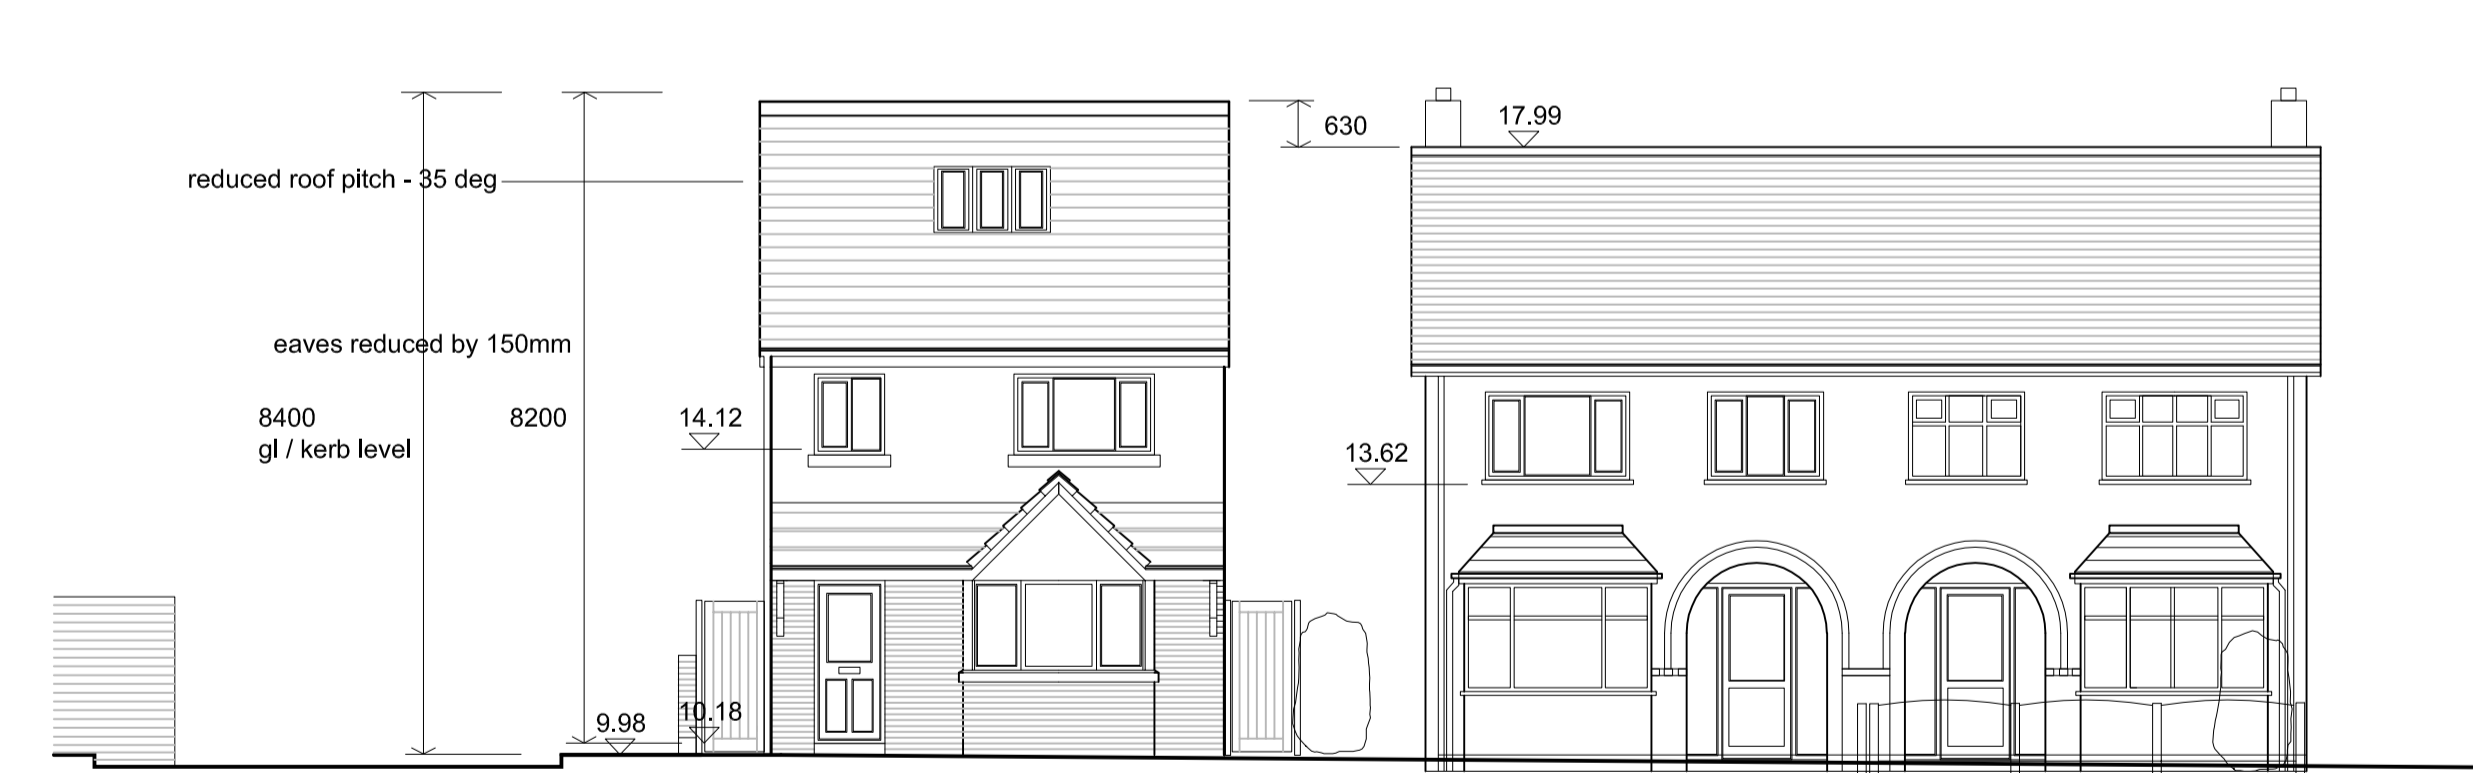 630
17.99
reduced roof pitch - 35 deg
eaves reduced by 150mm
8400
gl / kerb level
8200
14.12
13.62
9.98
10.18